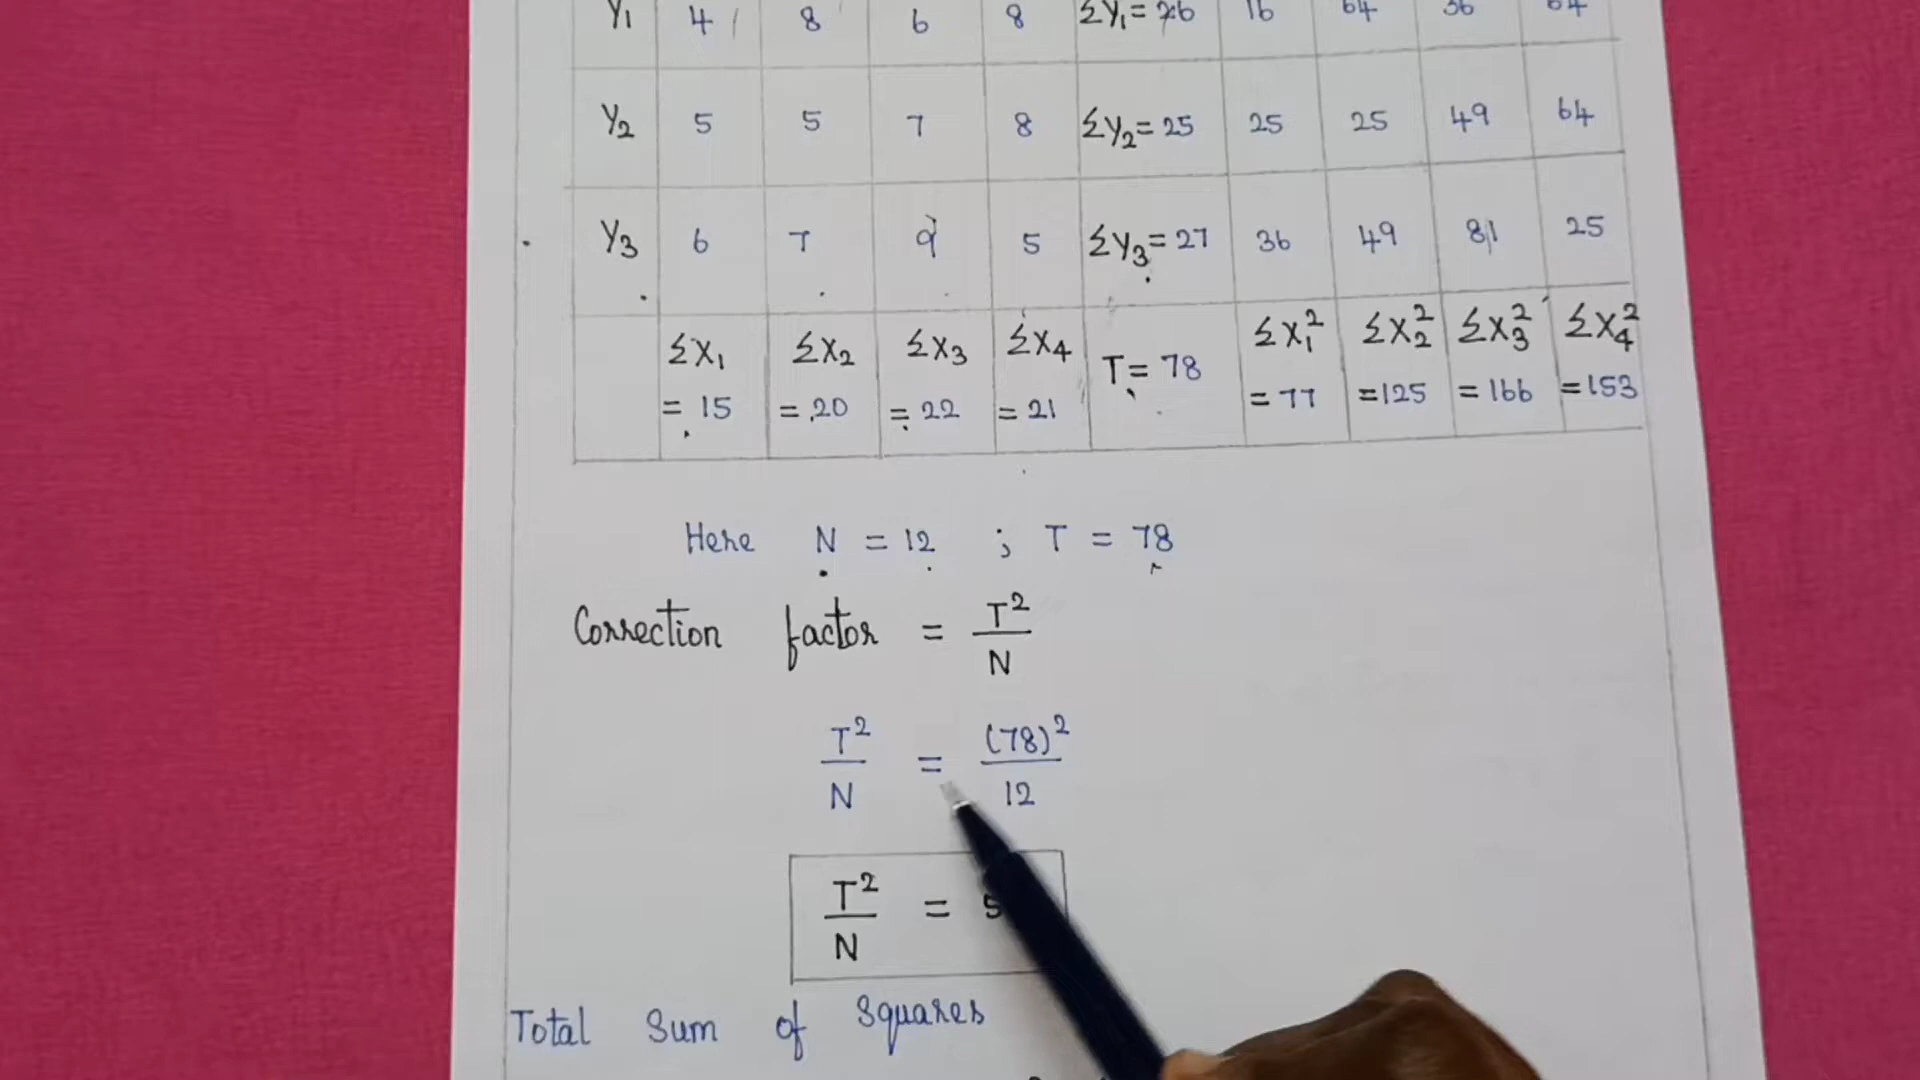 Y1 4 8 6 8 ΣY1 = 26 16 64 36 64
Y2 5 5 7 8 ΣY2 = 25 25 25 49 64
Y3 6 7 9 5 ΣY3 = 27 36 49 81 25
ΣX1 = 15 ΣX2 = 20 ΣX3 = 22 ΣX4 = 21 T = 78 ΣX1² = 77 ΣX2² = 125 ΣX3² = 166 ΣX4² = 153
Here N = 12 ; T = 78
Correction factor = T²/N
T²/N = (78)²/12
T²/N = 5
Total Sum of Squares